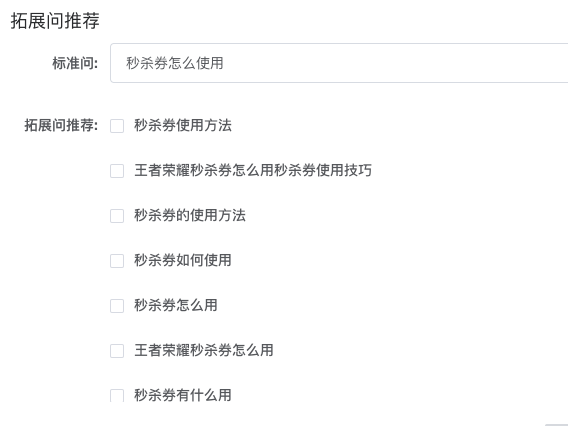 拓展问推荐
标准问: 秒杀券怎么使用
拓展问推荐: 秒杀券使用方法
王者荣耀秒杀券怎么用秒杀券使用技巧
秒杀券的使用方法
秒杀券如何使用
秒杀券怎么用
王者荣耀秒杀券怎么用
秒杀券有什么用